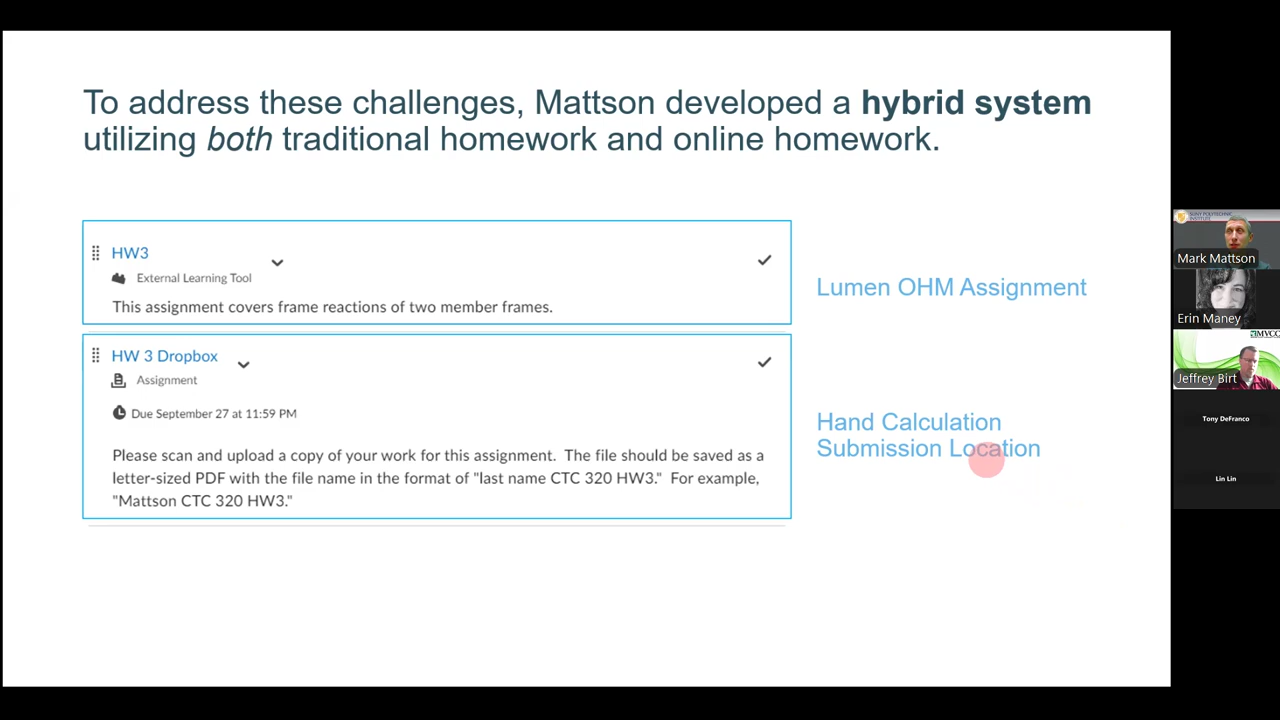 To address these challenges, Mattson developed a hybrid system
utilizing both traditional homework and online homework.
HW3
External Learning Tool
This assignment covers frame reactions of two member frames.
Lumen OHM Assignment
HW 3 Dropbox
Assignment
Due September 27 at 11:59 PM
Please scan and upload a copy of your work for this assignment. The file should be saved as a
letter-sized PDF with the file name in the format of "last name CTC 320 HW3." For example,
"Mattson CTC 320 HW3."
Hand Calculation
Submission Location
SUNY POLYTECHNIC
INSTITUTE
Mark Mattson
Erin Maney
MVCC
Jeffrey Birt
Tony DeFranco
Lin Lin